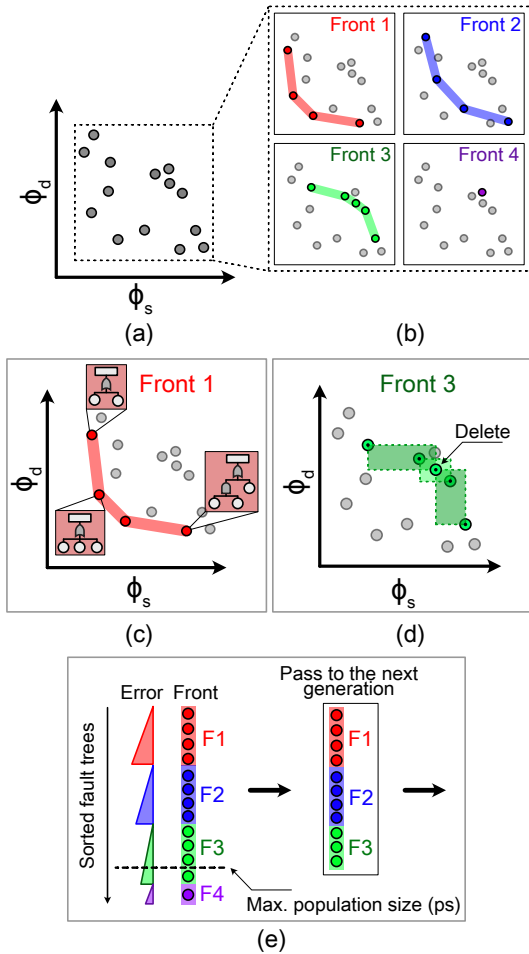 Front 1
Front 2
Front 3
Front 4
ϕd
ϕs
(a)
(b)
Front 1
ϕd
ϕs
(c)
Front 3
Delete
ϕd
ϕs
(d)
Pass to the next
generation
Error
Front
Sorted fault trees
F1
F2
F3
F4
F1
F2
F3
Max. population size (ps)
(e)